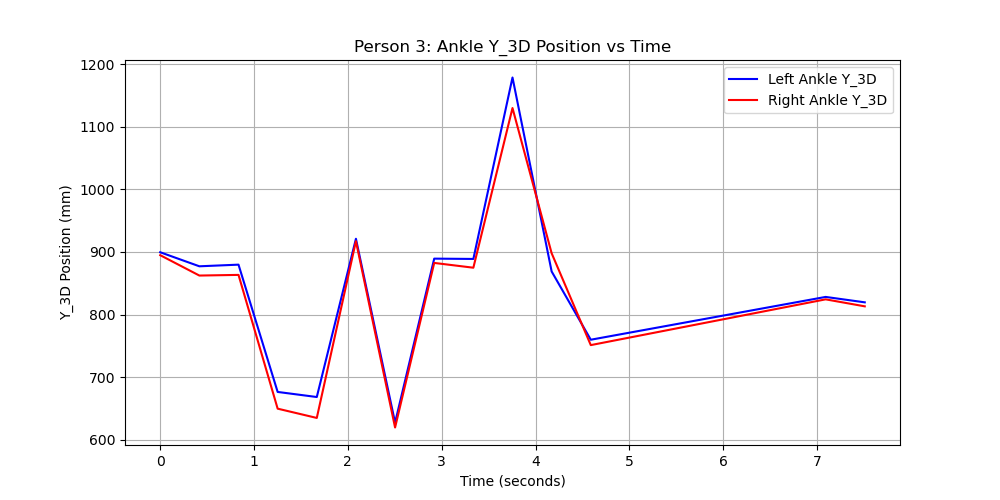 Person 3: Ankle Y_3D Position vs Time
Left Ankle Y_3D
Right Ankle Y_3D
Y_3D Position (mm)
1200
1100
1000
900
800
700
600
0 1 2 3 4 5 6 7
Time (seconds)